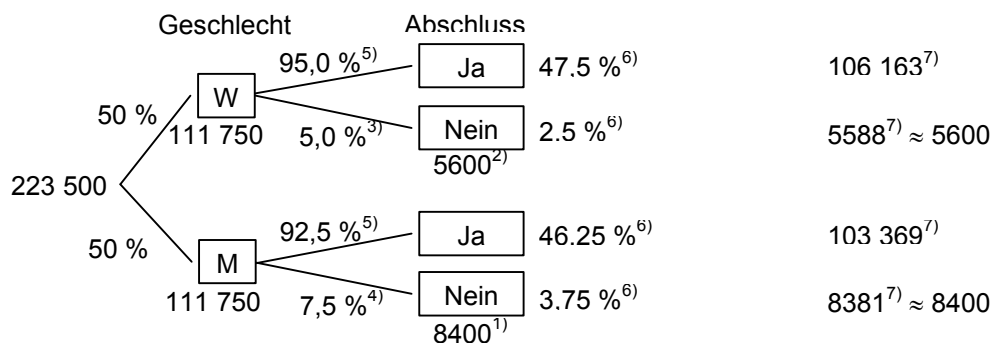 Geschlecht Abschluss
95,0 %5) Ja 47.5 %6) 106 1637)
50 % W
111 750 5,0 %3) Nein 2.5 %6) 55887) ≈ 5600
56002)
223 500
92,5 %5) Ja 46.25 %6) 103 3697)
50 % M
111 750 7,5 %4) Nein 3.75 %6) 83817) ≈ 8400
84001)